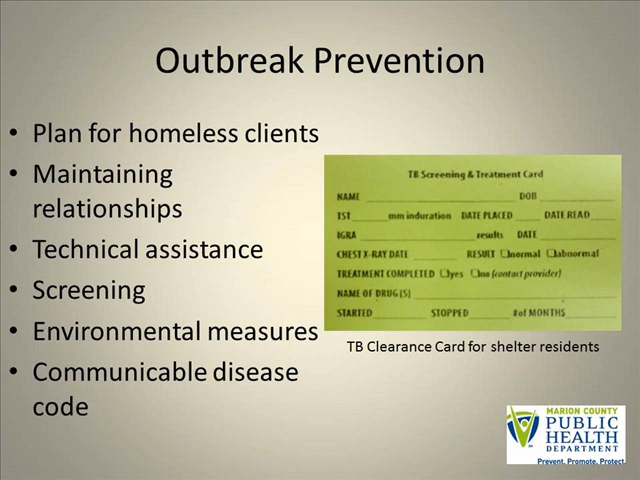 Outbreak Prevention
• Plan for homeless clients
• Maintaining
relationships
• Technical assistance
• Screening
• Environmental measures
• Communicable disease
code
TB Screening & Treatment Card
NAME DOB
TST mm induration DATE PLACED DATE READ
IGRA results DATE
CHEST X-RAY DATE RESULT normal abnormal
TREATMENT COMPLETED yes no (contact provider)
NAME OF DRUG(S)
STARTED STOPPED # of MONTHS
TB Clearance Card for shelter residents
MARION COUNTY
PUBLIC
HEALTH
DEPARTMENT
Prevent. Promote. Protect.